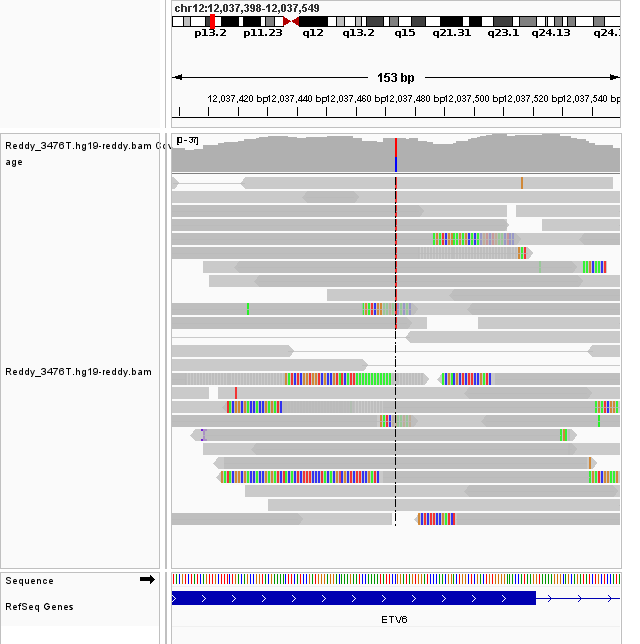 chr12:12,037,398-12,037,549
p13.2 p11.23 q12 q13.2 q15 q21.31 q23.1 q24.13 q24.
153 bp
12,037,420 bp 12,037,440 bp 12,037,460 bp 12,037,480 bp 12,037,500 bp 12,037,520 bp 12,037,540 bp
[0 - 37]
Reddy_3476T.hg19-reddy.bam Cov
age
Reddy_3476T.hg19-reddy.bam
Sequence
RefSeq Genes
ETV6